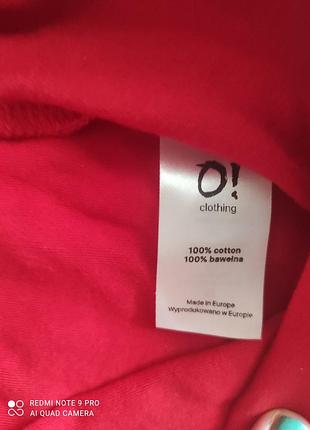 O!
clothing
100% cotton
100% bawełna
Made in Europe
Wyprodukowano w Europie
REDMI NOTE 9 PRO
AI QUAD CAMERA